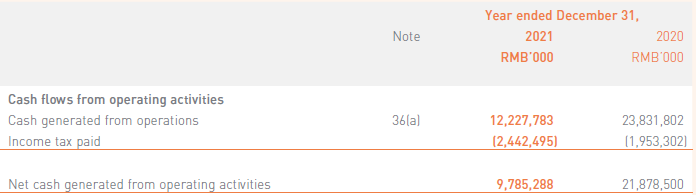 Year ended December 31,
Note 2021 2020
RMB'000 RMB'000
Cash flows from operating activities
Cash generated from operations 36(a) 12,227,783 23,831,802
Income tax paid (2,442,495) (1,953,302)
Net cash generated from operating activities 9,785,288 21,878,500